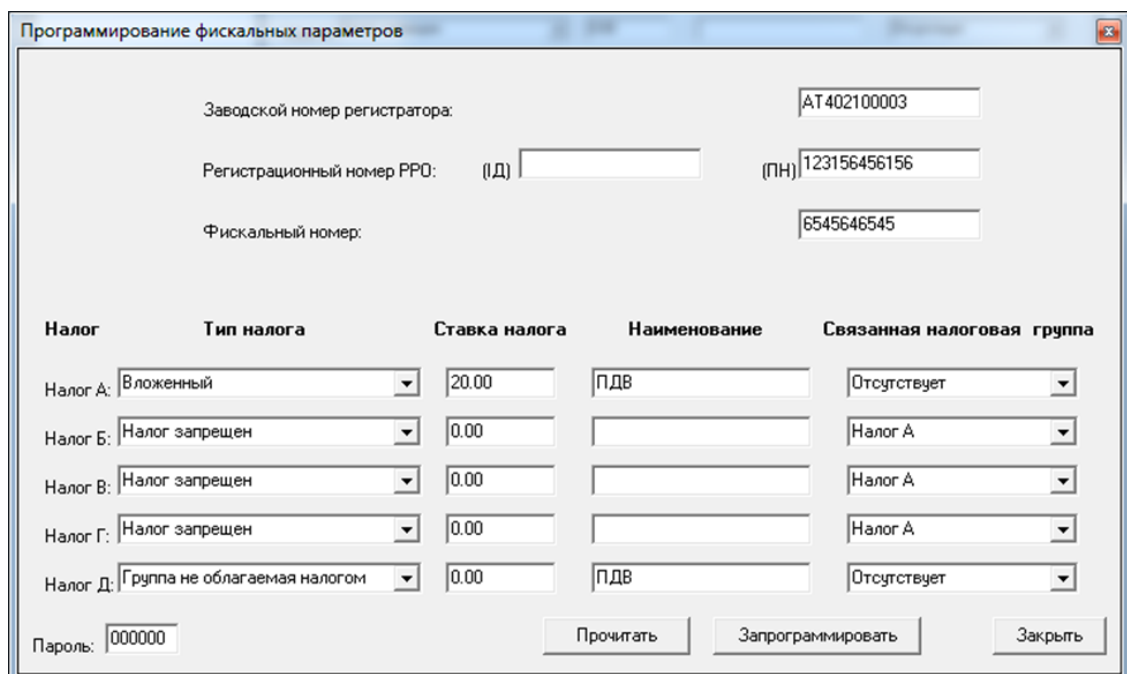 Программирование фискальных параметров
Заводской номер регистратора: АТ402100003
Регистрационный номер РРО: (ІД) (ПН) 123156456156
Фискальный номер: 6545646545
Налог Тип налога Ставка налога Наименование Связанная налоговая группа
Налог А: Вложенный 20.00 ПДВ Отсутствует
Налог Б: Налог запрещен 0.00 Налог А
Налог В: Налог запрещен 0.00 Налог А
Налог Г: Налог запрещен 0.00 Налог А
Налог Д: Группа не облагаемая налогом 0.00 ПДВ Отсутствует
Пароль: 000000 Прочитать Запрограммировать Закрыть